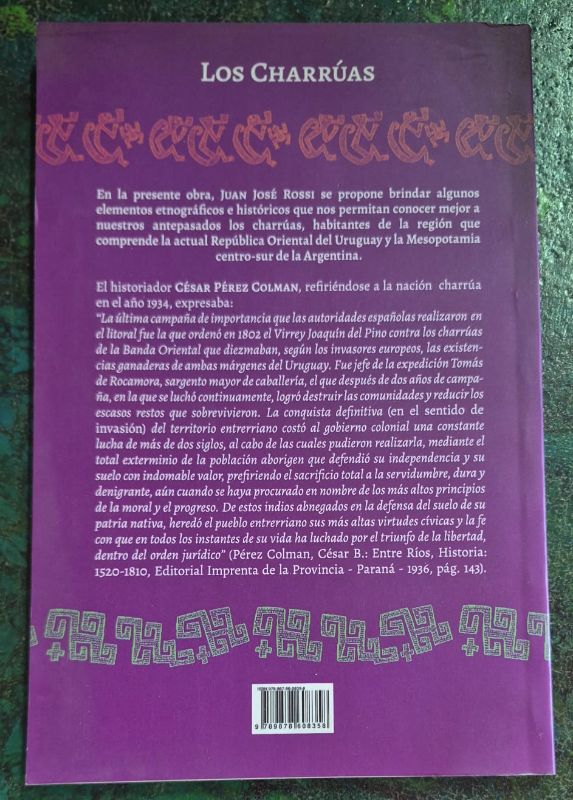 LOS CHARRÚAS
En la presente obra, JUAN JOSÉ ROSSI se propone brindar algunos
elementos etnográficos e históricos que nos permitan conocer mejor a
nuestros antepasados los charrúas, habitantes de la región que
comprende la actual República Oriental del Uruguay y la Mesopotamia
centro-sur de la Argentina.
El historiador CÉSAR PÉREZ COLMAN, refiriéndose a la nación charrúa
en el año 1934, expresaba:
"La última campaña de importancia que las autoridades españolas realizaron en
el litoral fue la que ordenó en 1802 el Virrey Joaquín del Pino contra los charrúas
de la Banda Oriental que diezmaban, según los invasores europeos, las existen-
cias ganaderas de ambas márgenes del Uruguay. Fue jefe de la expedición Tomás
de Rocamora, sargento mayor de caballería, el que después de dos años de campa-
ña, en la que se luchó continuamente, logró destruir las comunidades y reducir los
escasos restos que sobrevivieron. La conquista definitiva (en el sentido de
invasión) del territorio entrerriano costó al gobierno colonial una constante
lucha de más de dos siglos, al cabo de las cuales pudieron realizarla, mediante el
total exterminio de la población aborigen que defendió su independencia y su
suelo con indomable valor, prefiriendo el sacrificio total a la servidumbre, dura y
denigrante, aún cuando se haya procurado en nombre de los más altos principios
de la moral y el progreso. De estos indios abnegados en la defensa del suelo de su
patria nativa, heredó el pueblo entrerriano sus más altas virtudes cívicas y la fe
con que en todos los instantes de su vida ha luchado por el triunfo de la libertad,
dentro del orden jurídico" (Pérez Colman, César B.: Entre Ríos, Historia:
1520-1810, Editorial Imprenta de la Provincia - Paraná - 1936, pág. 143).
ISBN 978-987
9 789078 608358